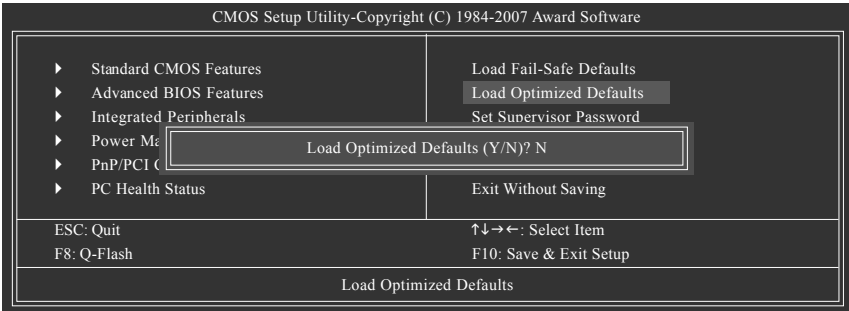 CMOS Setup Utility-Copyright (C) 1984-2007 Award Software
Standard CMOS Features
Advanced BIOS Features
Integrated Peripherals
Power Ma
PnP/PCI
PC Health Status
Load Fail-Safe Defaults
Load Optimized Defaults
Set Supervisor Password
Exit Without Saving
Load Optimized Defaults (Y/N)? N
ESC: Quit
↑↓→←: Select Item
F8: Q-Flash
F10: Save & Exit Setup
Load Optimized Defaults